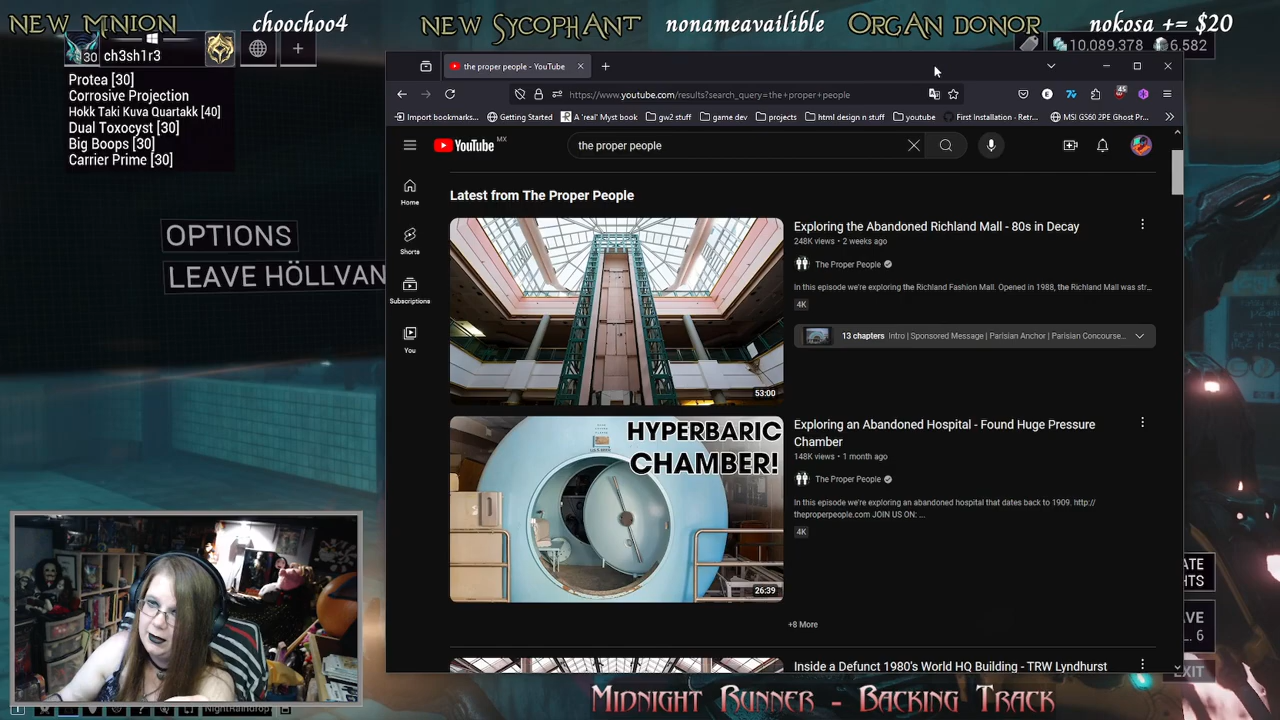 NEW MINION choochoo4 NEW SYCOPHANT nonameavailible ORGAN DONOR nokosa += $20
30 ch3sh1r3
10,089,378 6,582
Protea [30]
Corrosive Projection
Hokk Taki Kuva Quartakk [40]
Dual Toxocyst [30]
Big Boops [30]
Carrier Prime [30]
OPTIONS
LEAVE HÖLLVAN
the proper people - YouTube
https://www.youtube.com/results?search_query=the+proper+people
45
Import bookmarks... Getting Started A 'real' Myst book gw2 stuff game dev projects html design n stuff youtube First Installation - Retr... MSI GS60 2PE Ghost Pr...
YouTube MX
the proper people
Home
Shorts
Subscriptions
You
Latest from The Proper People
53:00
Exploring the Abandoned Richland Mall - 80s in Decay
248K views • 2 weeks ago
The Proper People
In this episode we're exploring the Richland Fashion Mall. Opened in 1988, the Richland Mall was str...
4K
13 chapters Intro | Sponsored Message | Parisian Anchor | Parisian Concourse...
HYPERBARIC
CHAMBER!
26:39
Exploring an Abandoned Hospital - Found Huge Pressure
Chamber
148K views • 1 month ago
The Proper People
In this episode we're exploring an abandoned hospital that dates back to 1909. http://
theproperpeople.com JOIN US ON: ...
4K
+8 More
Inside a Defunct 1980's World HQ Building - TRW Lyndhurst
ATE
HTS
AVE
L. 6
EXIT
NightRaindrop
MIDNIGHT RUNNER - BACKING TRACK